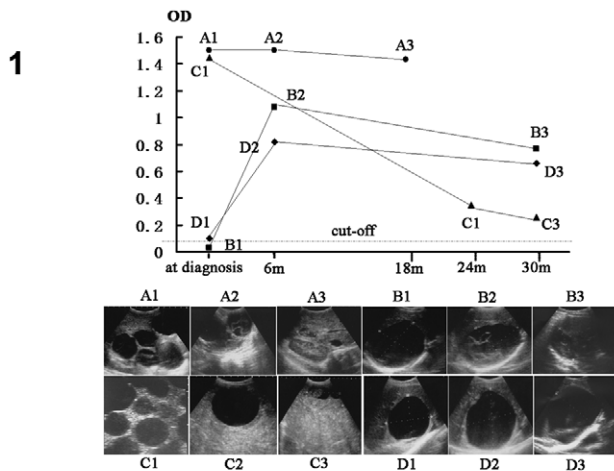 OD
1
1.6
1.4
1.2
1
0.8
0.6
0.4
0.2
0
A1
A2
A3
C1
B2
B3
D2
D3
D1
B1
C1
C3
cut-off
at diagnosis 6m 18m 24m 30m
A1 A2 A3 B1 B2 B3
C1 C2 C3 D1 D2 D3